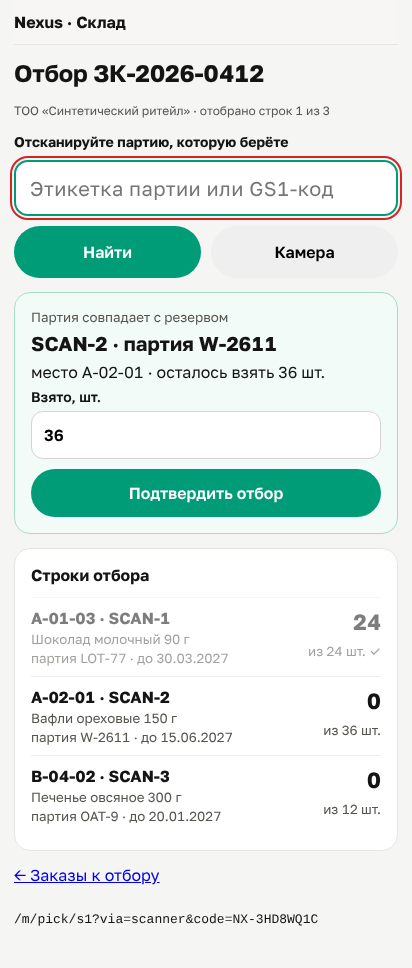 Nexus · Склад
Отбор ЗК-2026-0412
ТОО «Синтетический ритейл» · отобрано строк 1 из 3
Отсканируйте партию, которую берёте
Этикетка партии или GS1-код
Найти
Камера
Партия совпадает с резервом
SCAN-2 · партия W-2611
место A-02-01 · осталось взять 36 шт.
Взято, шт.
36
Подтвердить отбор
Строки отбора
A-01-03 · SCAN-1
24
Шоколад молочный 90 г
партия LOT-77 · до 30.03.2027
из 24 шт. ✓
A-02-01 · SCAN-2
0
Вафли ореховые 150 г
партия W-2611 · до 15.06.2027
из 36 шт.
B-04-02 · SCAN-3
0
Печенье овсяное 300 г
партия OAT-9 · до 20.01.2027
из 12 шт.
← Заказы к отбору
/m/pick/s1?via=scanner&code=NX-3HD8WQ1C